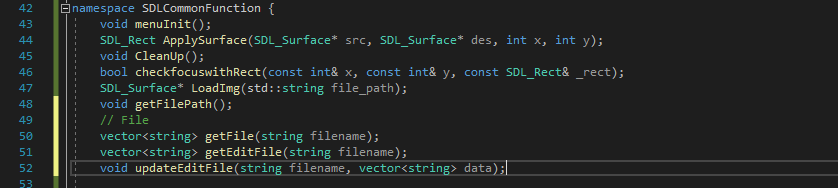 42 namespace SDLCommonFunction {
43 void menuInit();
44 SDL_Rect ApplySurface(SDL_Surface* src, SDL_Surface* des, int x, int y);
45 void CleanUp();
46 bool checkfocuswithRect(const int& x, const int& y, const SDL_Rect& _rect);
47 SDL_Surface* LoadImg(std::string file_path);
48 void getFilePath();
49 // File
50 vector<string> getFile(string filename);
51 vector<string> getEditFile(string filename);
52 void updateEditFile(string filename, vector<string> data);
53